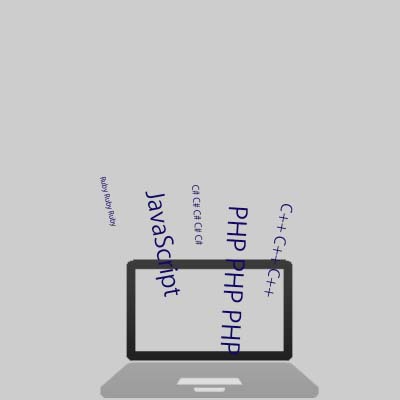 Ruby Ruby Ruby
JavaScript
C# C# C# C# C#
PHP PHP PHP
C++ C++ C++